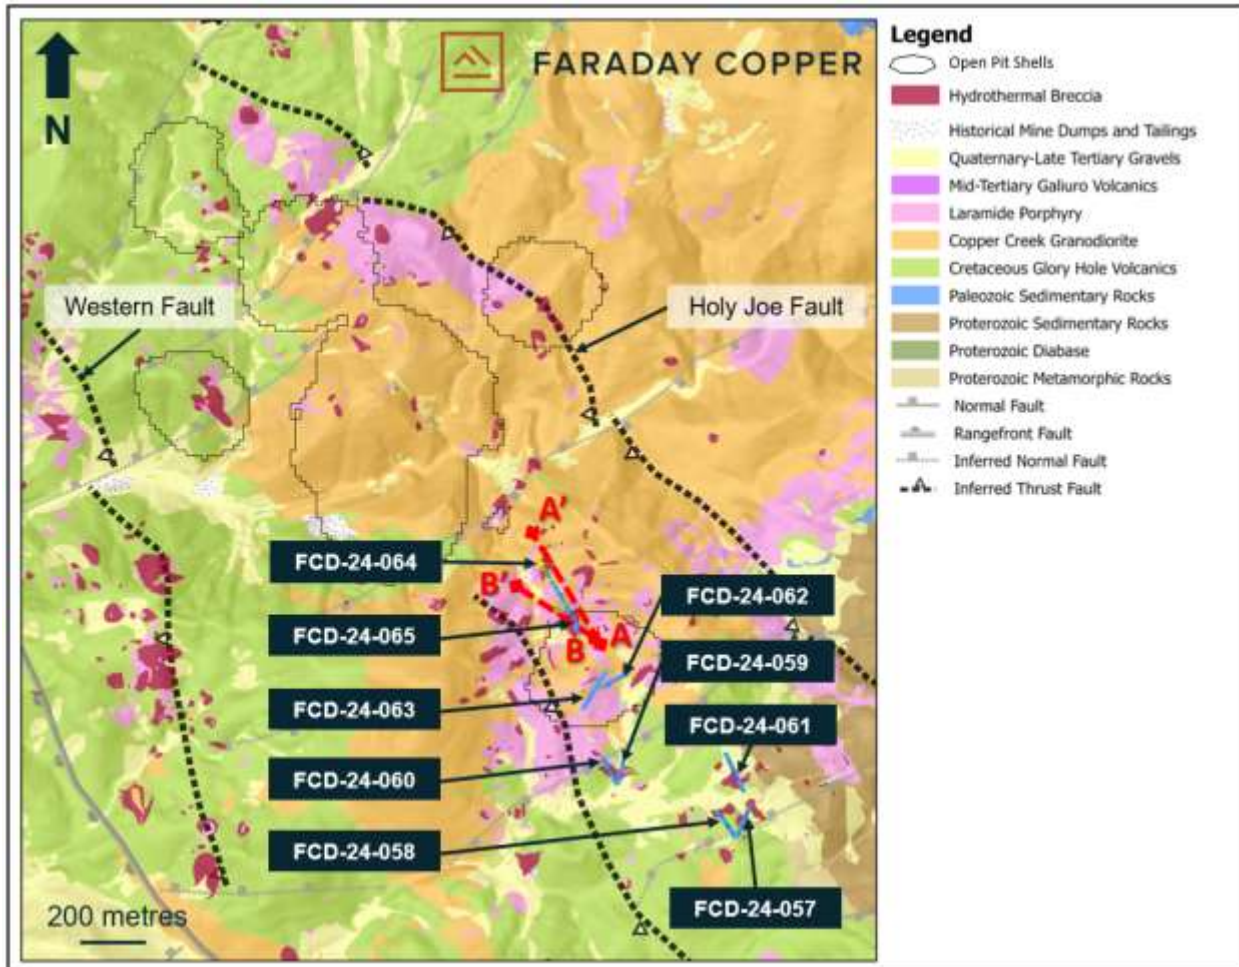 FARADAY COPPER
N
Western Fault
Holy Joe Fault
A'
FCD-24-064
B'
FCD-24-062
FCD-24-065
B
A
FCD-24-059
FCD-24-063
FCD-24-061
FCD-24-060
FCD-24-058
FCD-24-057
200 metres
Legend
Open Pit Shells
Hydrothermal Breccia
Historical Mine Dumps and Tailings
Quaternary-Late Tertiary Gravels
Mid-Tertiary Galiuro Volcanics
Laramide Porphyry
Copper Creek Granodiorite
Cretaceous Glory Hole Volcanics
Paleozoic Sedimentary Rocks
Proterozoic Sedimentary Rocks
Proterozoic Diabase
Proterozoic Metamorphic Rocks
Normal Fault
Rangefront Fault
Inferred Normal Fault
Inferred Thrust Fault